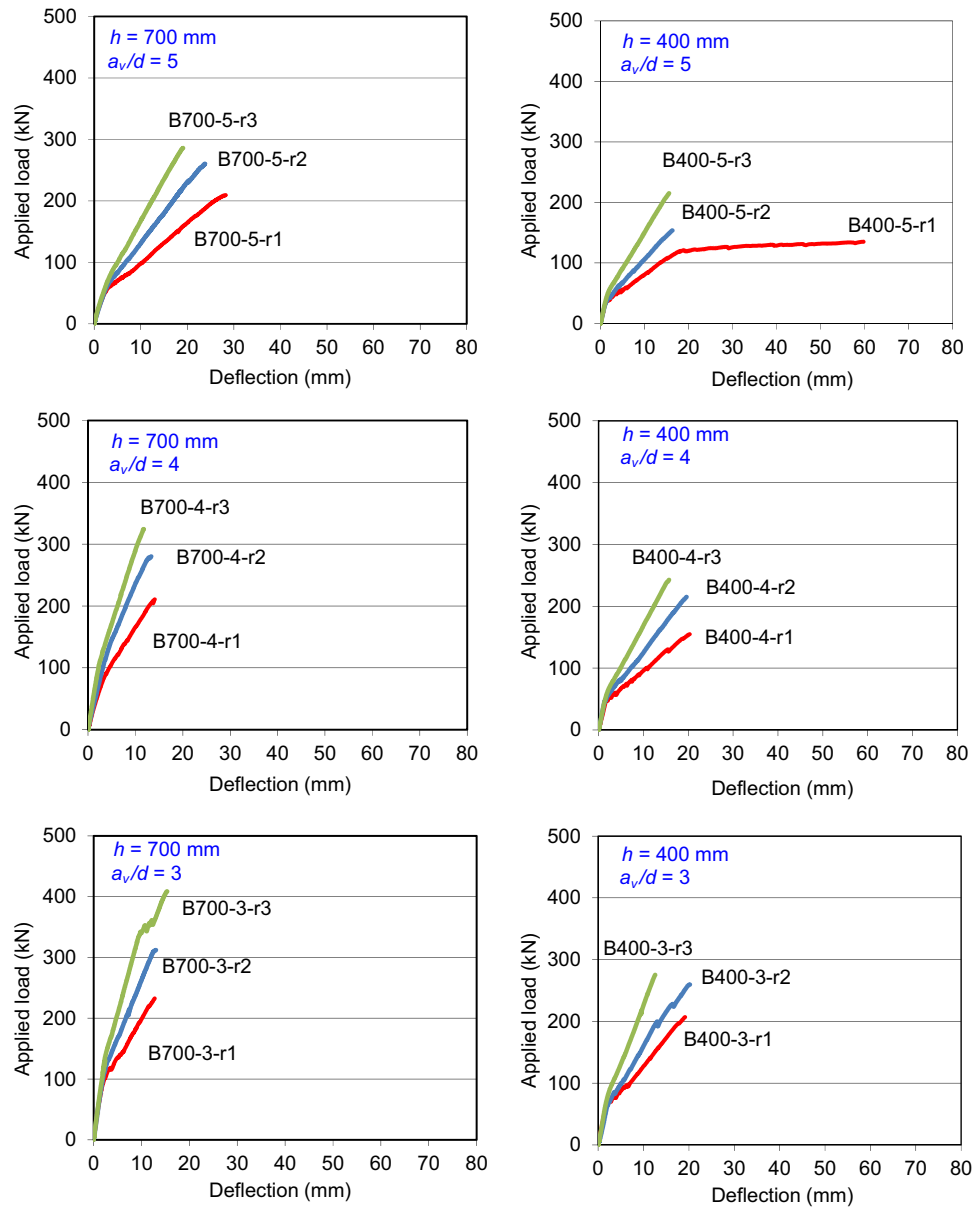 500
400
300
200
100
0
Applied load (kN)
h = 700 mm
av/d = 5
B700-5-r3
B700-5-r2
B700-5-r1
0 10 20 30 40 50 60 70 80
Deflection (mm)
500
400
300
200
100
0
Applied load (kN)
h = 400 mm
av/d = 5
B400-5-r3
B400-5-r2
B400-5-r1
0 10 20 30 40 50 60 70 80
Deflection (mm)
500
400
300
200
100
0
Applied load (kN)
h = 700 mm
av/d = 4
B700-4-r3
B700-4-r2
B700-4-r1
0 10 20 30 40 50 60 70 80
Deflection (mm)
500
400
300
200
100
0
Applied load (kN)
h = 400 mm
av/d = 4
B400-4-r3
B400-4-r2
B400-4-r1
0 10 20 30 40 50 60 70 80
Deflection (mm)
500
400
300
200
100
0
Applied load (kN)
h = 700 mm
av/d = 3
B700-3-r3
B700-3-r2
B700-3-r1
0 10 20 30 40 50 60 70 80
Deflection (mm)
500
400
300
200
100
0
Applied load (kN)
h = 400 mm
av/d = 3
B400-3-r3
B400-3-r2
B400-3-r1
0 10 20 30 40 50 60 70 80
Deflection (mm)